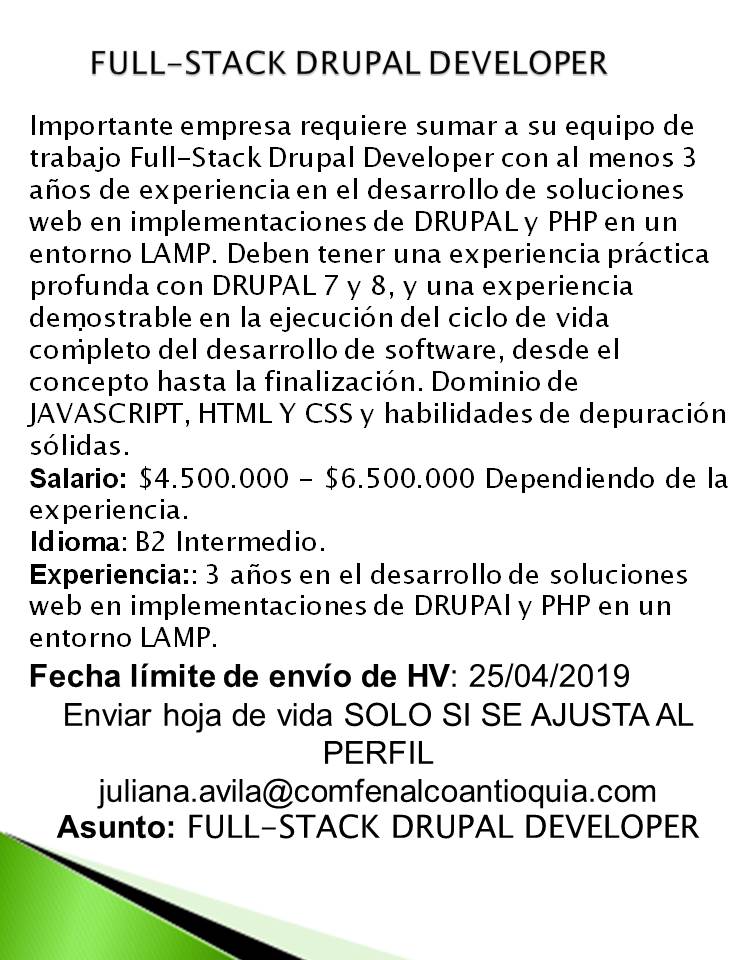 FULL-STACK DRUPAL DEVELOPER
Importante empresa requiere sumar a su equipo de
trabajo Full-Stack Drupal Developer con al menos 3
años de experiencia en el desarrollo de soluciones
web en implementaciones de DRUPAL y PHP en un
entorno LAMP. Deben tener una experiencia práctica
profunda con DRUPAL 7 y 8, y una experiencia
demostrable en la ejecución del ciclo de vida
completo del desarrollo de software, desde el
concepto hasta la finalización. Dominio de
JAVASCRIPT, HTML Y CSS y habilidades de depuración
sólidas.
Salario: $4.500.000 - $6.500.000 Dependiendo de la
experiencia.
Idioma: B2 Intermedio.
Experiencia:: 3 años en el desarrollo de soluciones
web en implementaciones de DRUPAl y PHP en un
entorno LAMP.
Fecha límite de envío de HV: 25/04/2019
Enviar hoja de vida SOLO SI SE AJUSTA AL
PERFIL
juliana.avila@comfenalcoantioquia.com
Asunto: FULL-STACK DRUPAL DEVELOPER